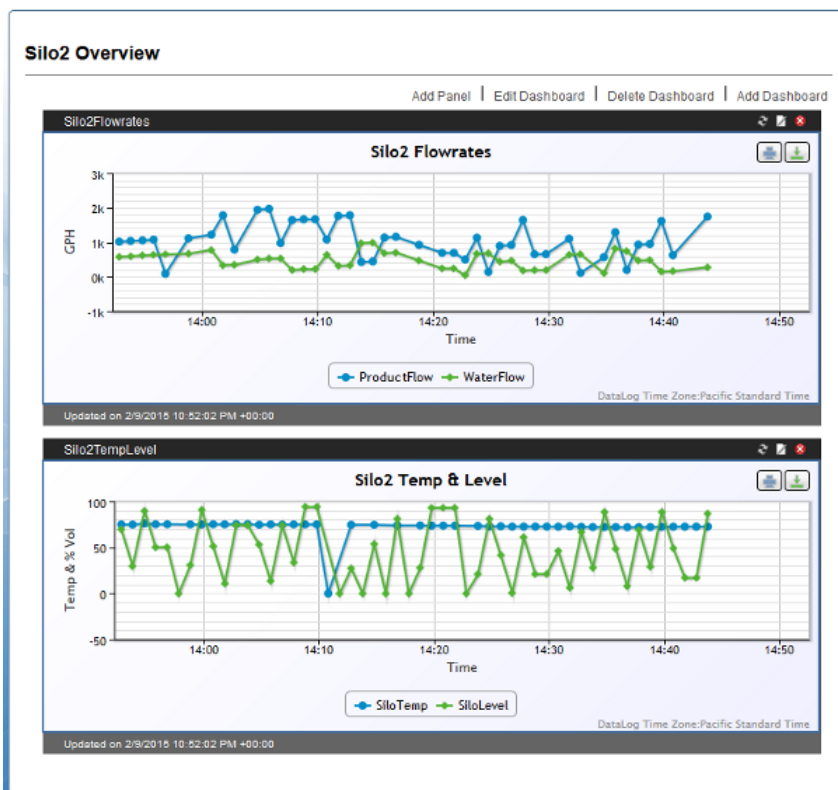 Silo2 Overview
Add Panel | Edit Dashboard | Delete Dashboard | Add Dashboard
Silo2Flowrates
Silo2 Flowrates
3k
2k
1k
0k
-1k
GPH
14:00 14:10 14:20 14:30 14:40 14:50
Time
ProductFlow WaterFlow
DataLog Time Zone:Pacific Standard Time
Updated on 2/9/2015 10:52:02 PM +00:00
Silo2TempLevel
Silo2 Temp & Level
100
50
0
-50
Temp & % Vol
14:00 14:10 14:20 14:30 14:40 14:50
Time
SiloTemp SiloLevel
DataLog Time Zone:Pacific Standard Time
Updated on 2/9/2015 10:52:02 PM +00:00